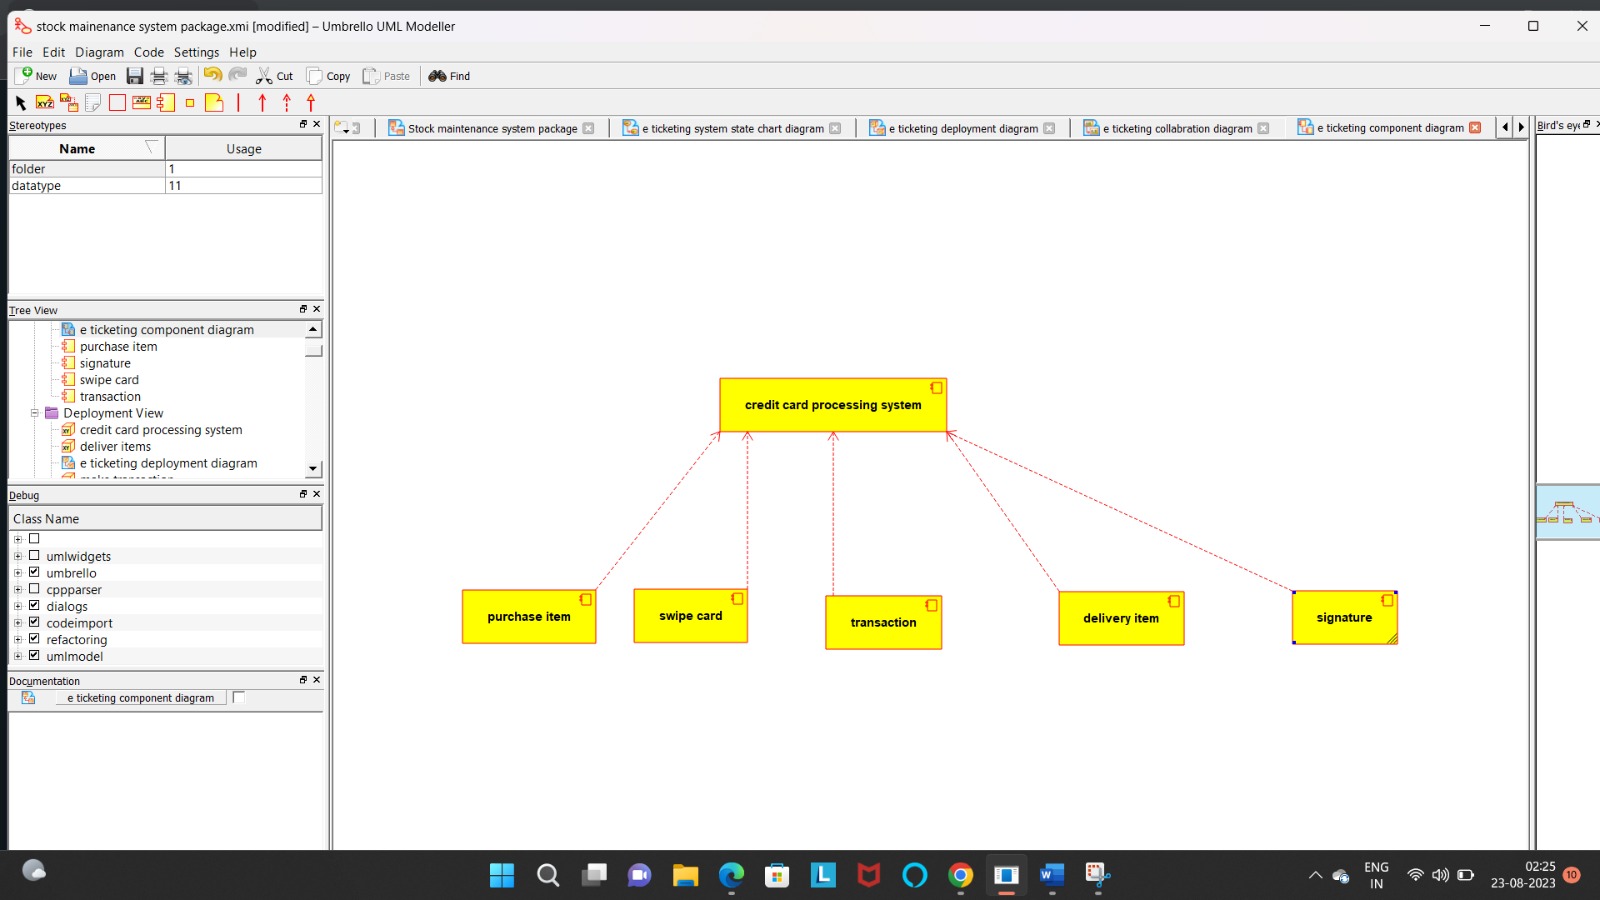 stock mainenance system package.xmi [modified] – Umbrello UML Modeller
File Edit Diagram Code Settings Help
New Open Cut Copy Paste Find
XYZ ABC
Stereotypes
Name Usage
folder 1
datatype 11
Tree View
e ticketing component diagram
purchase item
signature
swipe card
transaction
Deployment View
credit card processing system
deliver items
e ticketing deployment diagram
Debug
Class Name
umlwidgets
umbrello
cppparser
dialogs
codeimport
refactoring
umlmodel
Documentation
e ticketing component diagram
Stock maintenance system package
e ticketing system state chart diagram
e ticketing deployment diagram
e ticketing collabration diagram
e ticketing component diagram
Bird's eye
credit card processing system
purchase item
swipe card
transaction
delivery item
signature
L
W
ENG
IN
02:25
23-08-2023
10